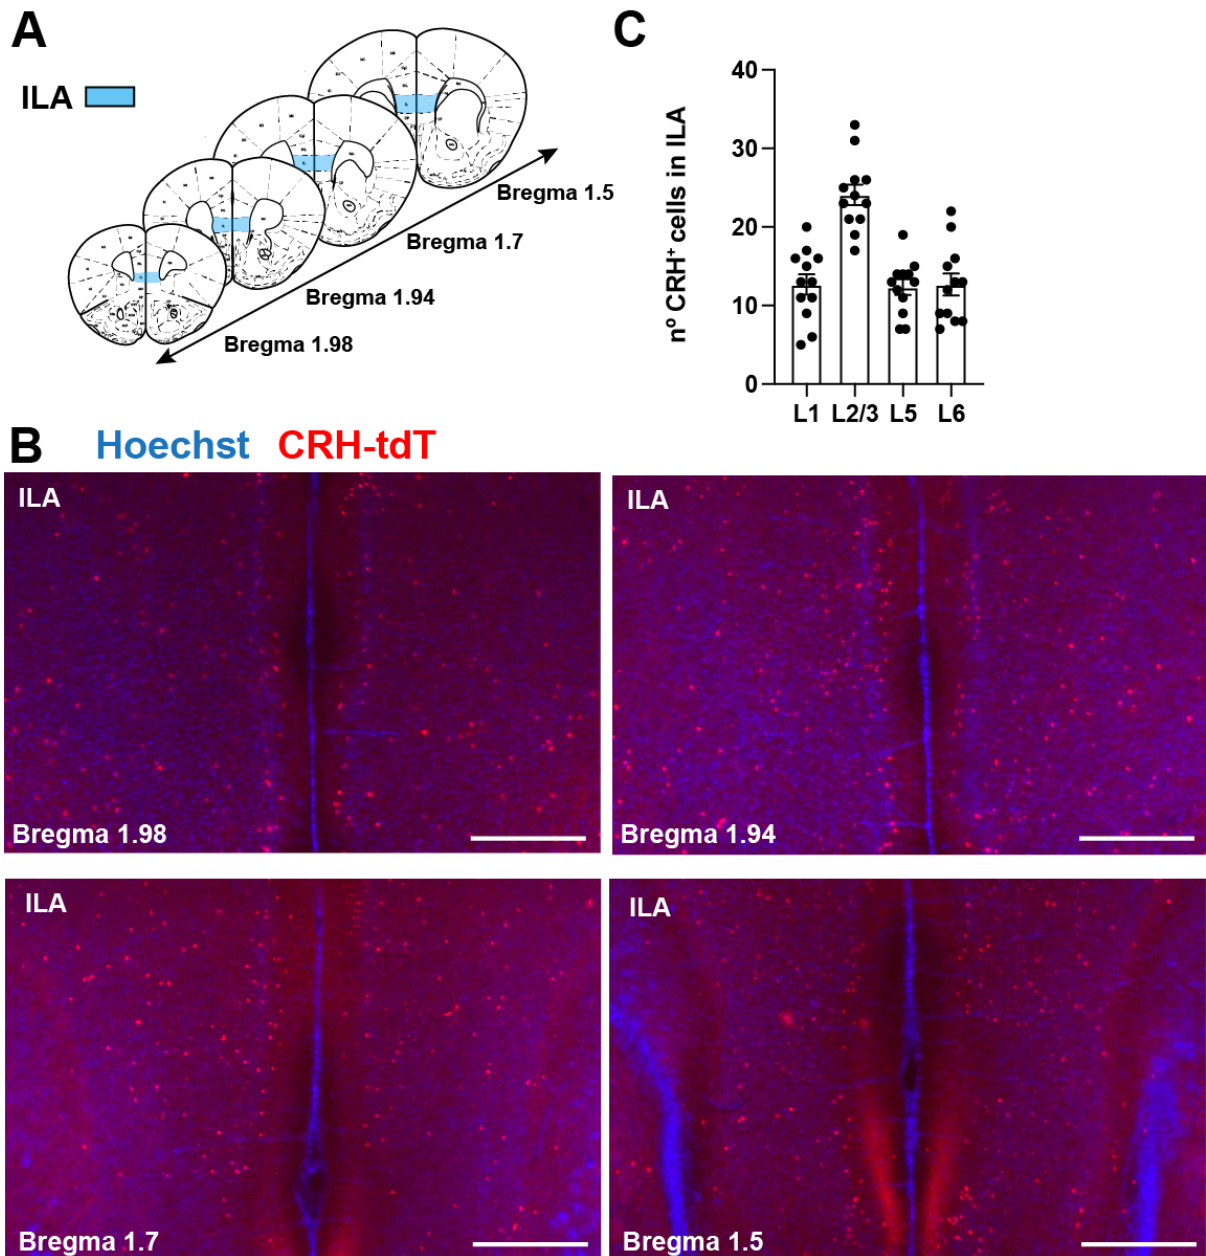 A
ILA
Bregma 1.5
Bregma 1.7
Bregma 1.94
Bregma 1.98
C
nº CRH⁺ cells in ILA
40
30
20
10
0
L1 L2/3 L5 L6
B Hoechst CRH-tdT
ILA
Bregma 1.98
ILA
Bregma 1.94
ILA
Bregma 1.7
ILA
Bregma 1.5